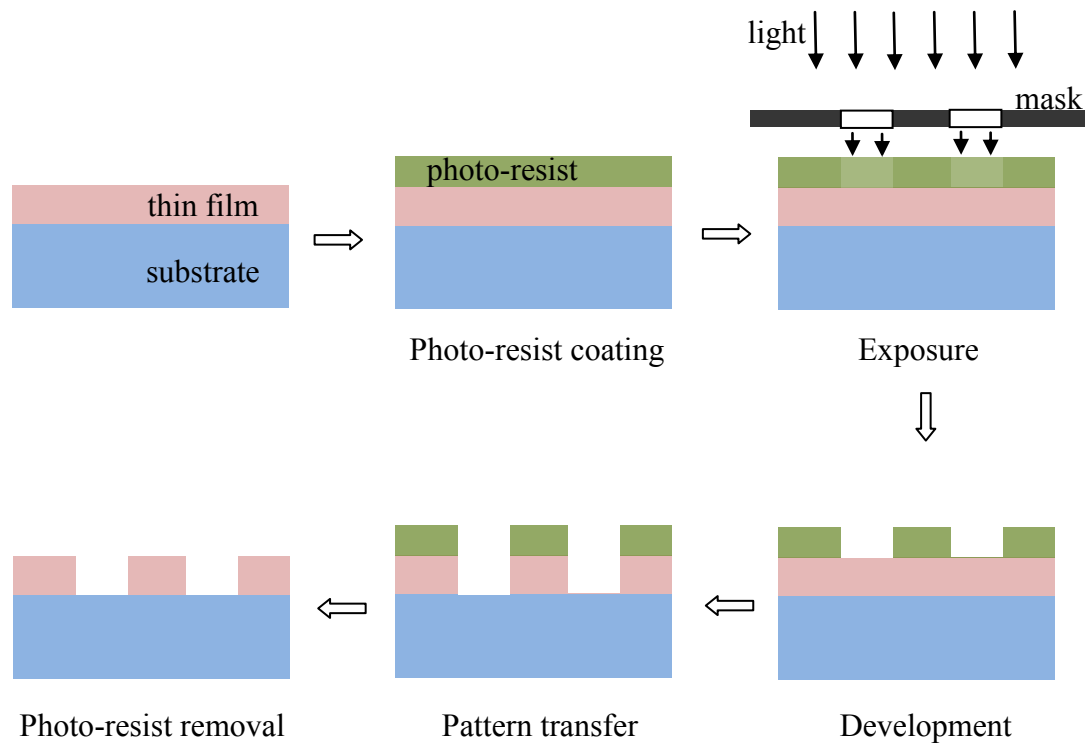 light
mask
photo-resist
thin film
substrate
Photo-resist coating
Exposure
Photo-resist removal
Pattern transfer
Development